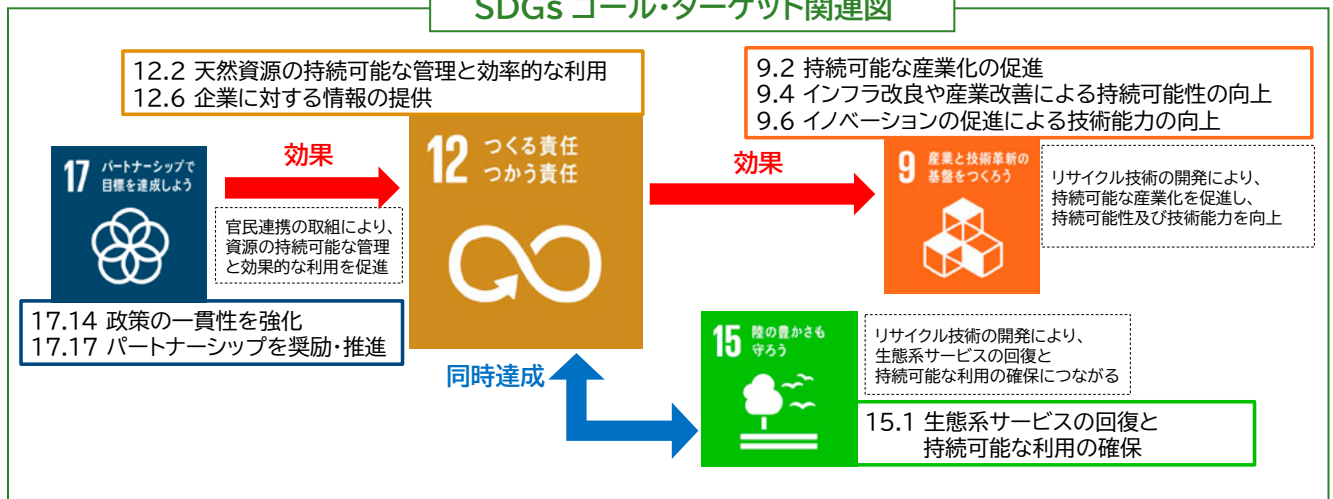 SDGs ゴール・ターゲット関連図
12.2 天然資源の持続可能な管理と効率的な利用
12.6 企業に対する情報の提供
9.2 持続可能な産業化の促進
9.4 インフラ改良や産業改善による持続可能性の向上
9.6 イノベーションの促進による技術能力の向上
17 パートナーシップで
目標を達成しよう
効果
官民連携の取組により、
資源の持続可能な管理
と効果的な利用を促進
12 つくる責任
つかう責任
効果
9 産業と技術革新の
基盤をつくろう
リサイクル技術の開発により、
持続可能な産業化を促進し、
持続可能性及び技術能力を向上
17.14 政策の一貫性を強化
17.17 パートナーシップを奨励・推進
同時達成
15 陸の豊かさも
守ろう
リサイクル技術の開発により、
生態系サービスの回復と
持続可能な利用の確保につながる
15.1 生態系サービスの回復と
持続可能な利用の確保